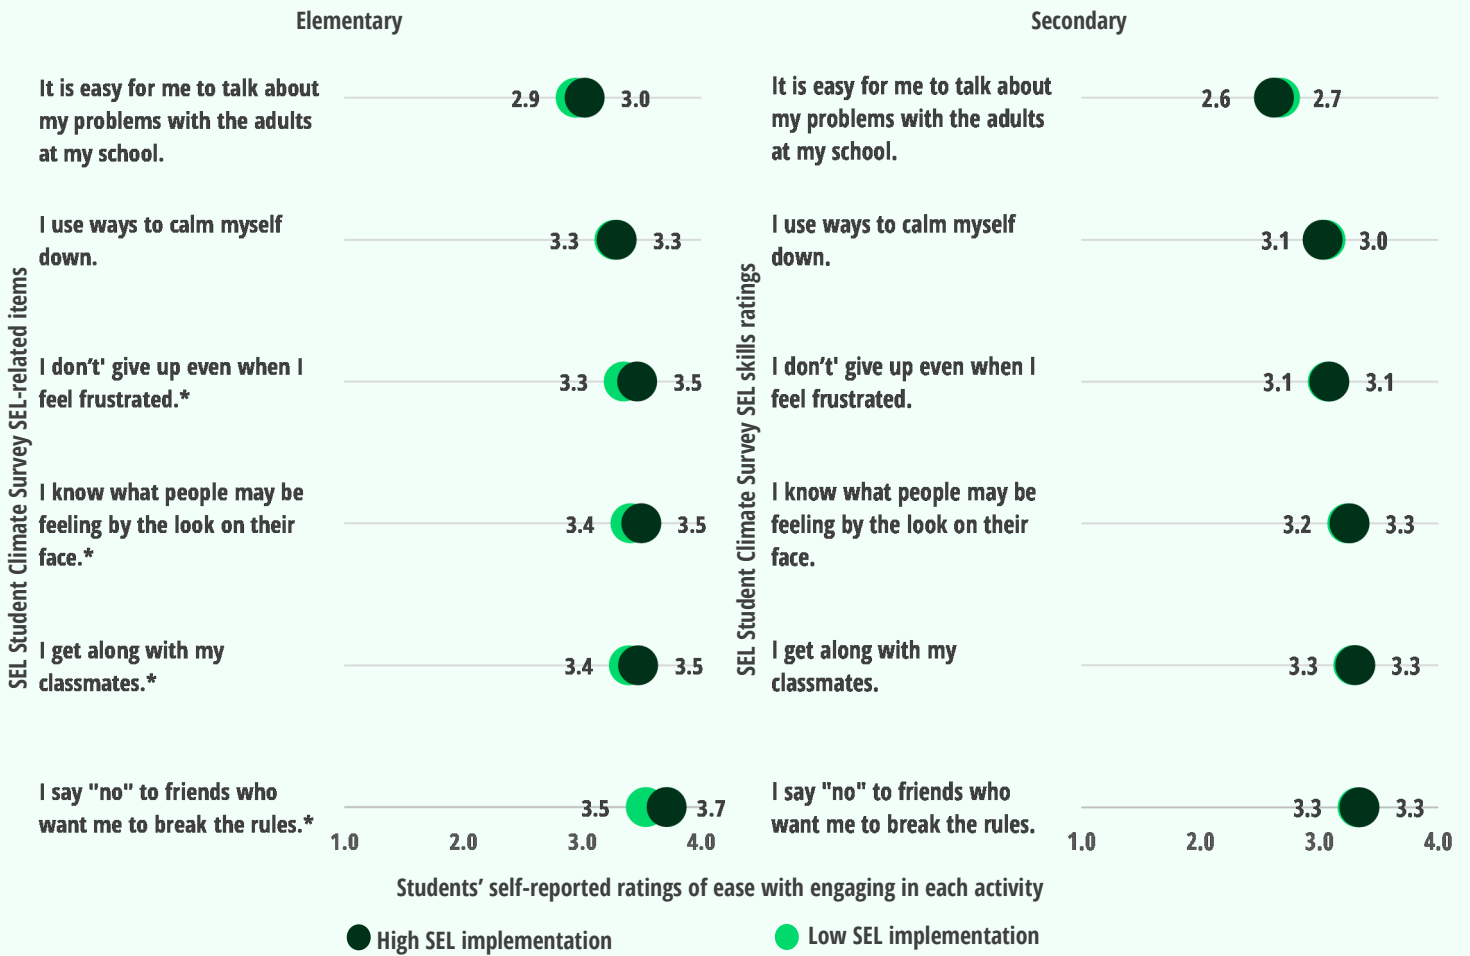 Elementary
SEL Student Climate Survey SEL-related items
It is easy for me to talk about
my problems with the adults
at my school.
2.9 3.0
I use ways to calm myself
down.
3.3 3.3
I don’t' give up even when I
feel frustrated.*
3.3 3.5
I know what people may be
feeling by the look on their
face.*
3.4 3.5
I get along with my
classmates.*
3.4 3.5
I say "no" to friends who
want me to break the rules.*
3.5 3.7
1.0 2.0 3.0 4.0
Secondary
SEL Student Climate Survey SEL skills ratings
It is easy for me to talk about
my problems with the adults
at my school.
2.6 2.7
I use ways to calm myself
down.
3.1 3.0
I don’t' give up even when I
feel frustrated.
3.1 3.1
I know what people may be
feeling by the look on their
face.
3.2 3.3
I get along with my
classmates.
3.3 3.3
I say "no" to friends who
want me to break the rules.
3.3 3.3
1.0 2.0 3.0 4.0
Students’ self-reported ratings of ease with engaging in each activity
High SEL implementation
Low SEL implementation